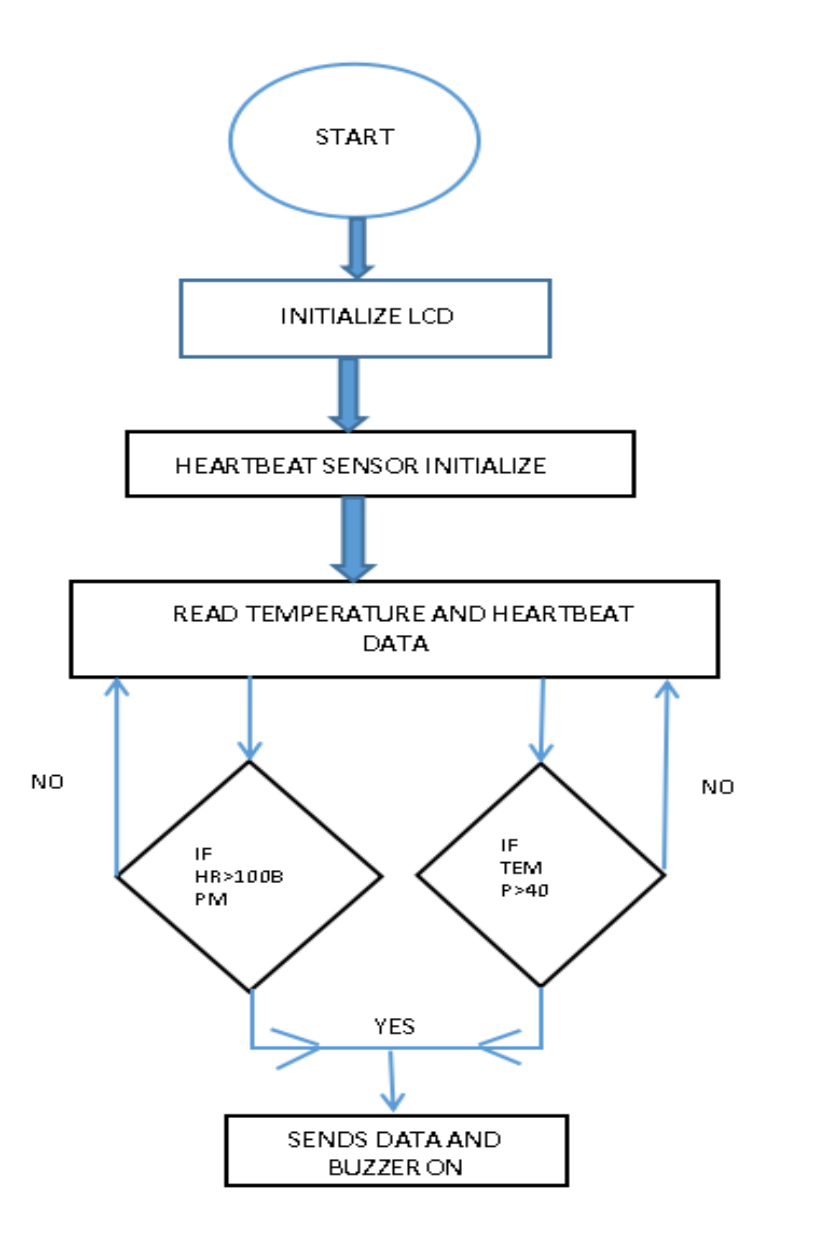 START
INITIALIZE LCD
HEARTBEAT SENSOR INITIALIZE
READ TEMPERATURE AND HEARTBEAT
DATA
NO
NO
IF
HR>100B
PM
IF
TEM
P>40
YES
SENDS DATA AND
BUZZER ON